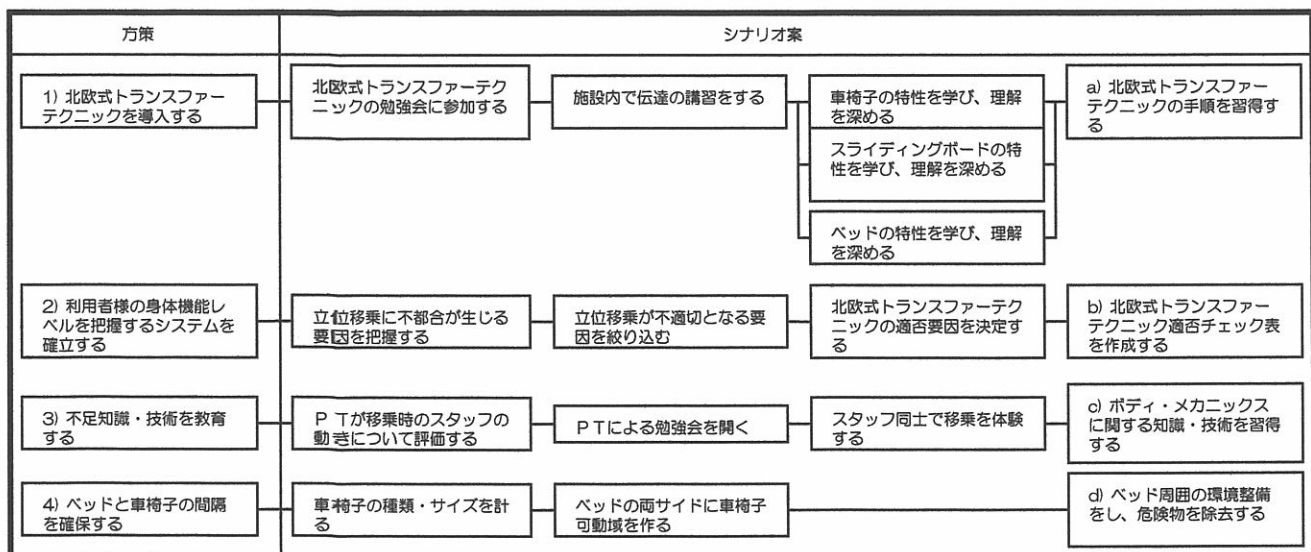 方策
シナリオ案
1) 北欧式トランスファー
テクニックを導入する
北欧式トランスファーテク
ニックの勉強会に参加する
施設内で伝達の講習をする
車椅子の特性を学び、理解
を深める
スライディングボードの特
性を学び、理解を深める
ベッドの特性を学び、理解
を深める
a) 北欧式トランスファー
テクニックの手順を習得す
る
2) 利用者様の身体機能レ
ベルを把握するシステムを
確立する
立位移乗に不都合が生じる
要因を把握する
立位移乗が不適切となる要
因を絞り込む
北欧式トランスファーテク
ニックの適否要因を決定す
る
b) 北欧式トランスファー
テクニック適否チェック表
を作成する
3) 不足知識・技術を教育
する
ＰＴが移乗時のスタッフの
動きについて評価する
ＰＴによる勉強会を開く
スタッフ同士で移乗を体験
する
c) ボディ・メカニックス
に関する知識・技術を習得
する
4) ベッドと車椅子の間隔
を確保する
車椅子の種類・サイズを計
る
ベッドの両サイドに車椅子
可動域を作る
d) ベッド周囲の環境整備
をし、危険物を除去する